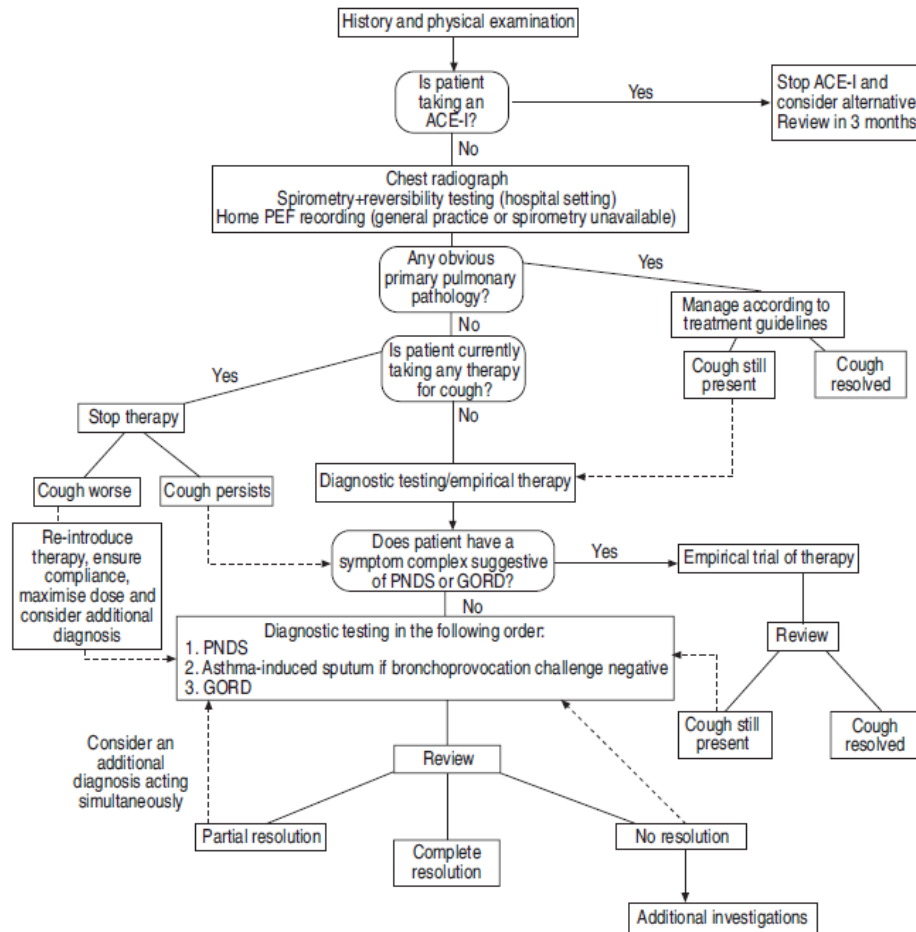 History and physical examination
Is patient
taking an
ACE-I?
Yes
Stop ACE-I and
consider alternative
Review in 3 months
No
Chest radiograph
Spirometry+reversibility testing (hospital setting)
Home PEF recording (general practice or spirometry unavailable)
Any obvious
primary pulmonary
pathology?
Yes
Manage according to
treatment guidelines
No
Cough still
present
Cough
resolved
Is patient currently
taking any therapy
for cough?
Yes
Stop therapy
No
Cough worse
Cough persists
Diagnostic testing/empirical therapy
Re-introduce
therapy, ensure
compliance,
maximise dose and
consider additional
diagnosis
Does patient have a
symptom complex suggestive
of PNDS or GORD?
Yes
Empirical trial of therapy
No
Review
Diagnostic testing in the following order:
1. PNDS
2. Asthma-induced sputum if bronchoprovocation challenge negative
3. GORD
Cough still
present
Cough
resolved
Consider an
additional
diagnosis acting
simultaneously
Review
Partial resolution
Complete
resolution
No resolution
Additional investigations